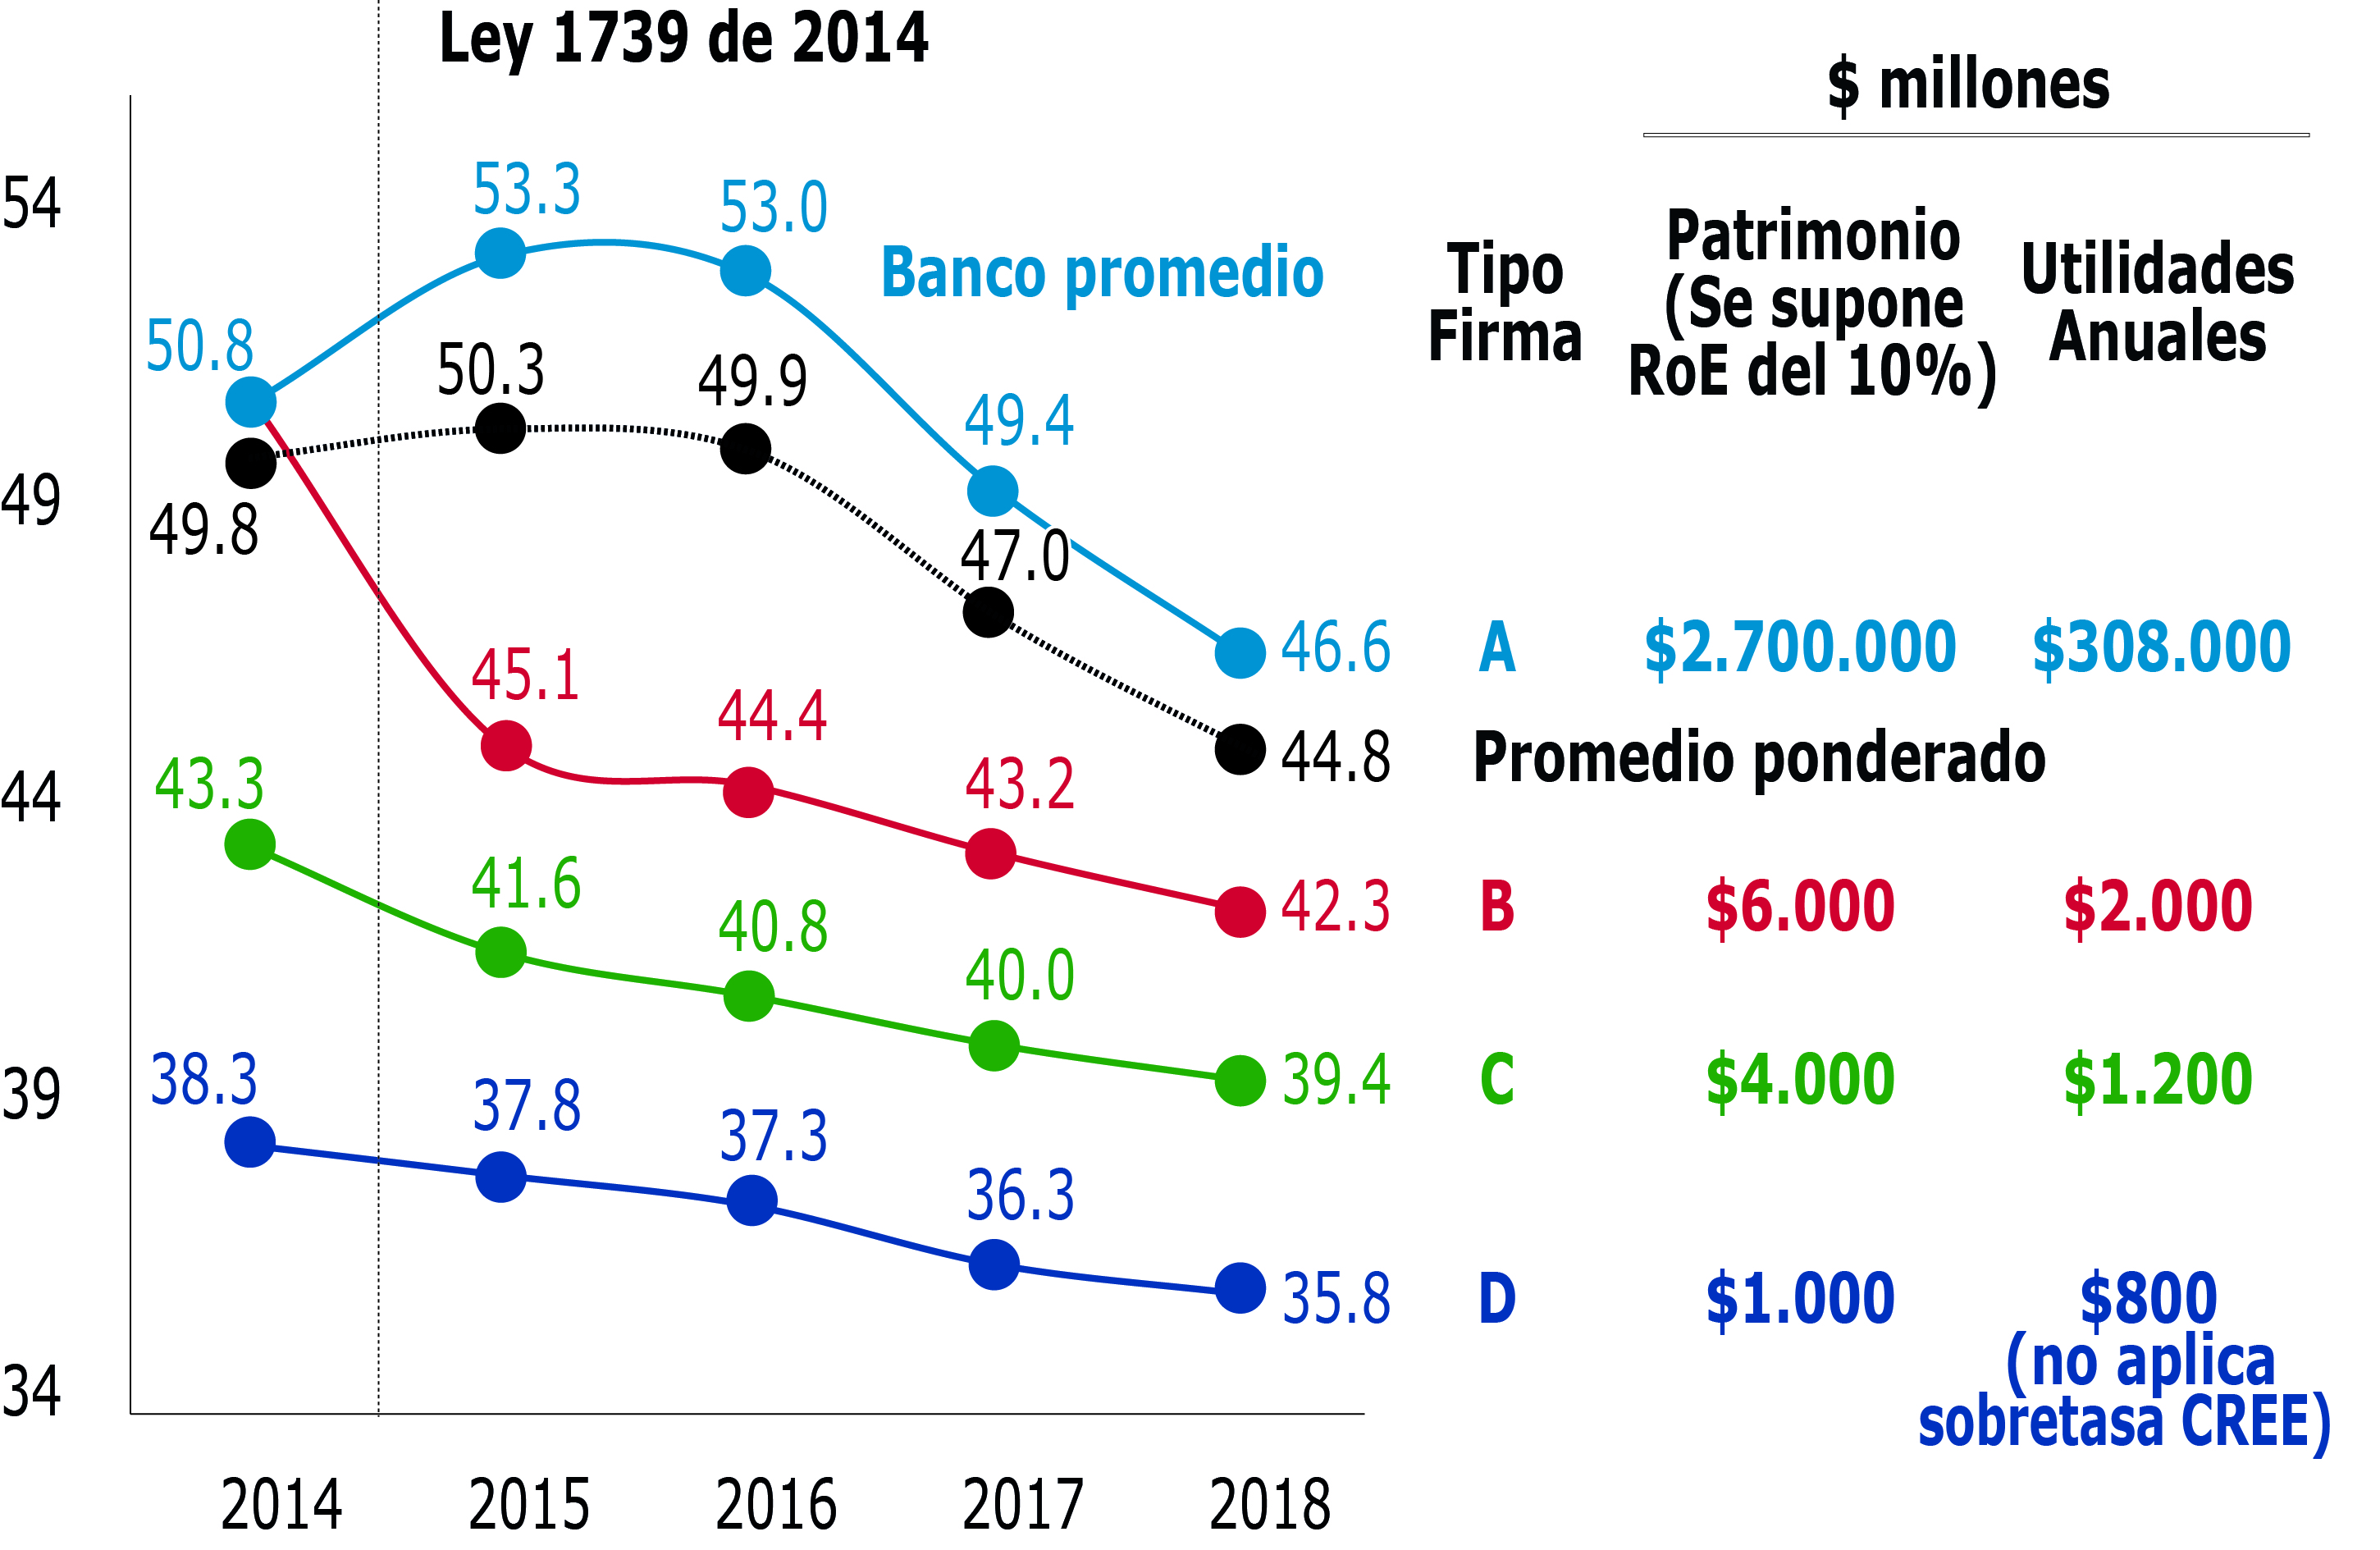 Ley 1739 de 2014
$ millones
54
49
44
39
34
53.3
53.0
50.8
Banco promedio
50.3
49.9
49.4
49.8
47.0
46.6
45.1
44.4
44.8
43.3
43.2
42.3
41.6
40.8
40.0
39.4
38.3
37.8
37.3
36.3
35.8
2014
2015
2016
2017
2018
Tipo
Firma
Patrimonio
(Se supone
RoE del 10%)
Utilidades
Anuales
A $2.700.000 $308.000
Promedio ponderado
B $6.000 $2.000
C $4.000 $1.200
D $1.000 $800
(no aplica
sobretasa CREE)